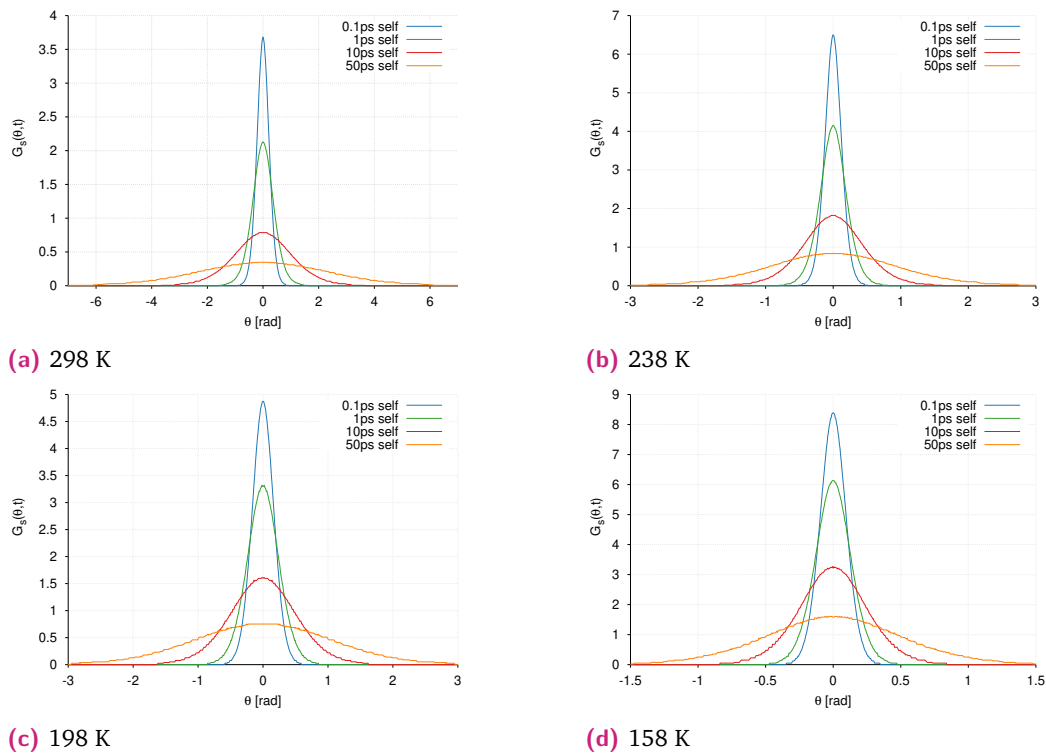 4
3.5
3
2.5
2
1.5
1
0.5
0
G_s(θ,t)
0.1ps self
1ps self
10ps self
50ps self
-6 -4 -2 0 2 4 6
θ [rad]
(a) 298 K
7
6
5
4
3
2
1
0
G_s(θ,t)
0.1ps self
1ps self
10ps self
50ps self
-3 -2 -1 0 1 2 3
θ [rad]
(b) 238 K
5
4.5
4
3.5
3
2.5
2
1.5
1
0.5
0
G_s(θ,t)
0.1ps self
1ps self
10ps self
50ps self
-3 -2 -1 0 1 2 3
θ [rad]
(c) 198 K
9
8
7
6
5
4
3
2
1
0
G_s(θ,t)
0.1ps self
1ps self
10ps self
50ps self
-1.5 -1 -0.5 0 0.5 1 1.5
θ [rad]
(d) 158 K